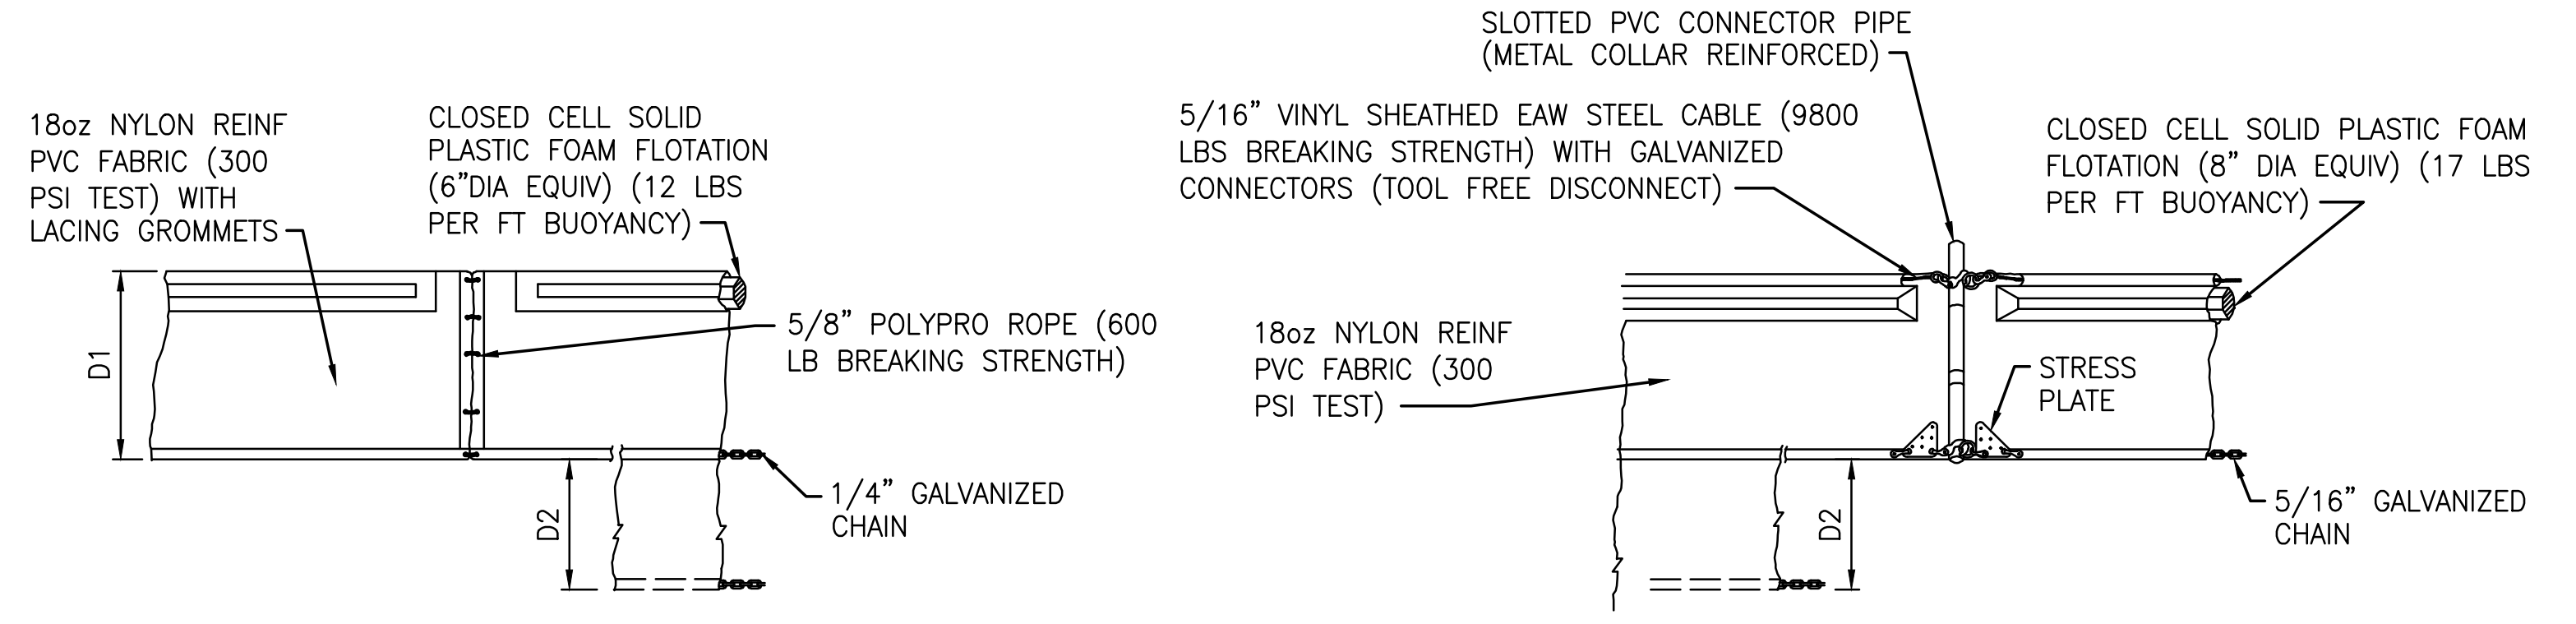 18oz NYLON REINF
PVC FABRIC (300
PSI TEST) WITH
LACING GROMMETS
CLOSED CELL SOLID
PLASTIC FOAM FLOTATION
(6”DIA EQUIV) (12 LBS
PER FT BUOYANCY)
D1
5/8” POLYPRO ROPE (600
LB BREAKING STRENGTH)
D2
1/4” GALVANIZED
CHAIN
SLOTTED PVC CONNECTOR PIPE
(METAL COLLAR REINFORCED)
5/16” VINYL SHEATHED EAW STEEL CABLE (9800
LBS BREAKING STRENGTH) WITH GALVANIZED
CONNECTORS (TOOL FREE DISCONNECT)
CLOSED CELL SOLID PLASTIC FOAM
FLOTATION (8” DIA EQUIV) (17 LBS
PER FT BUOYANCY)
18oz NYLON REINF
PVC FABRIC (300
PSI TEST)
STRESS
PLATE
D2
5/16” GALVANIZED
CHAIN